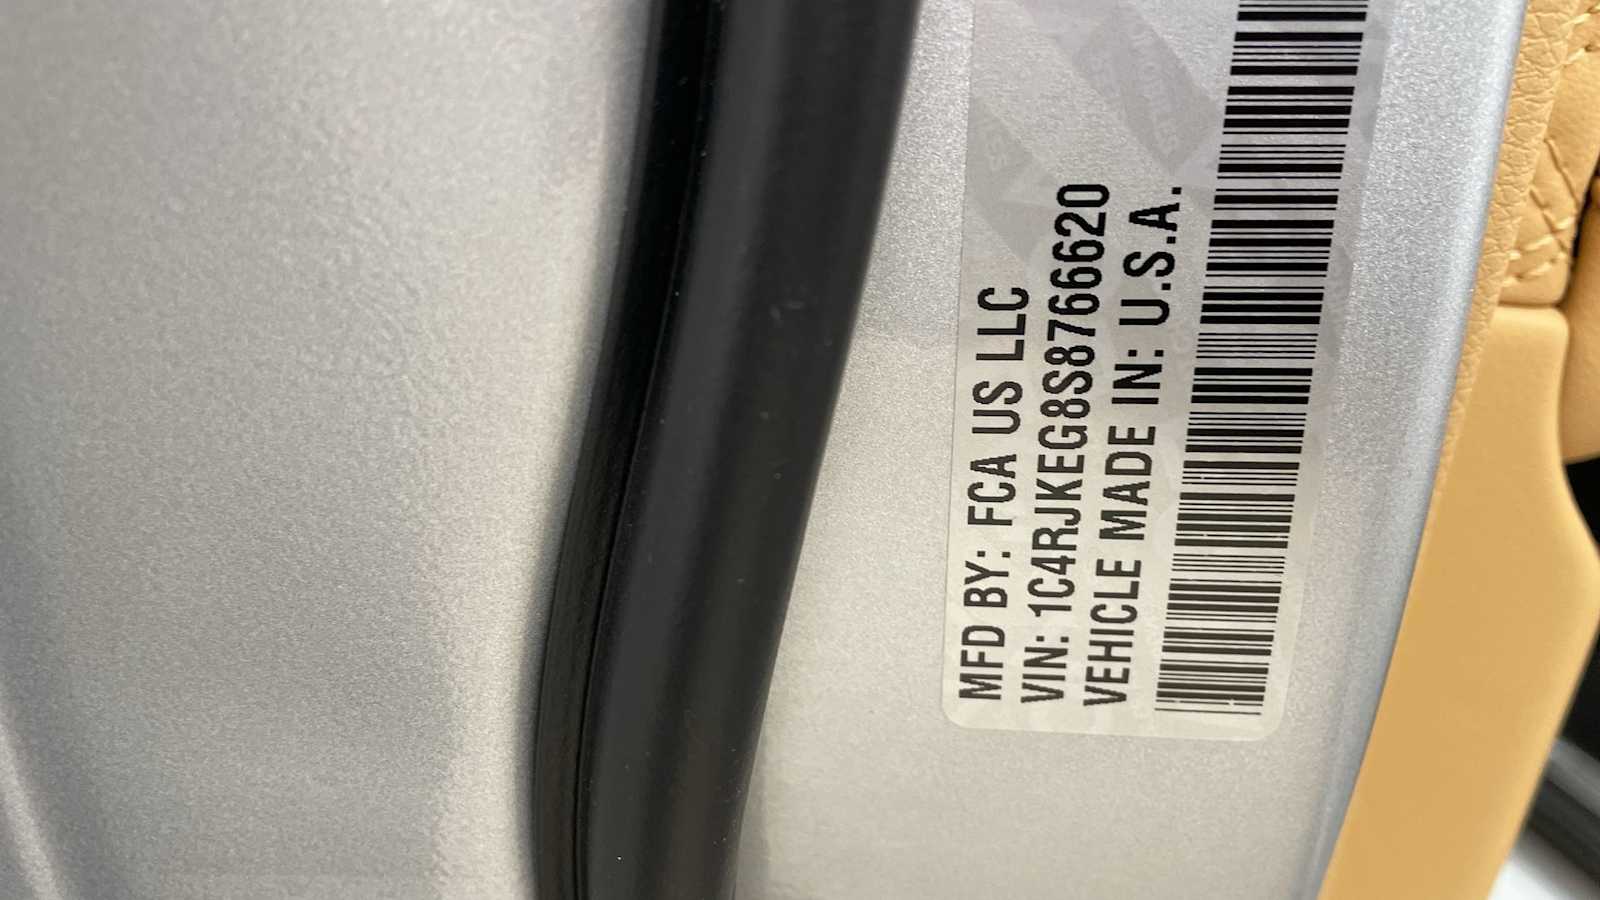 MFD BY: FCA US LLC
VIN: 1C4RJKEG8S8766620
VEHICLE MADE IN: U.S.A.